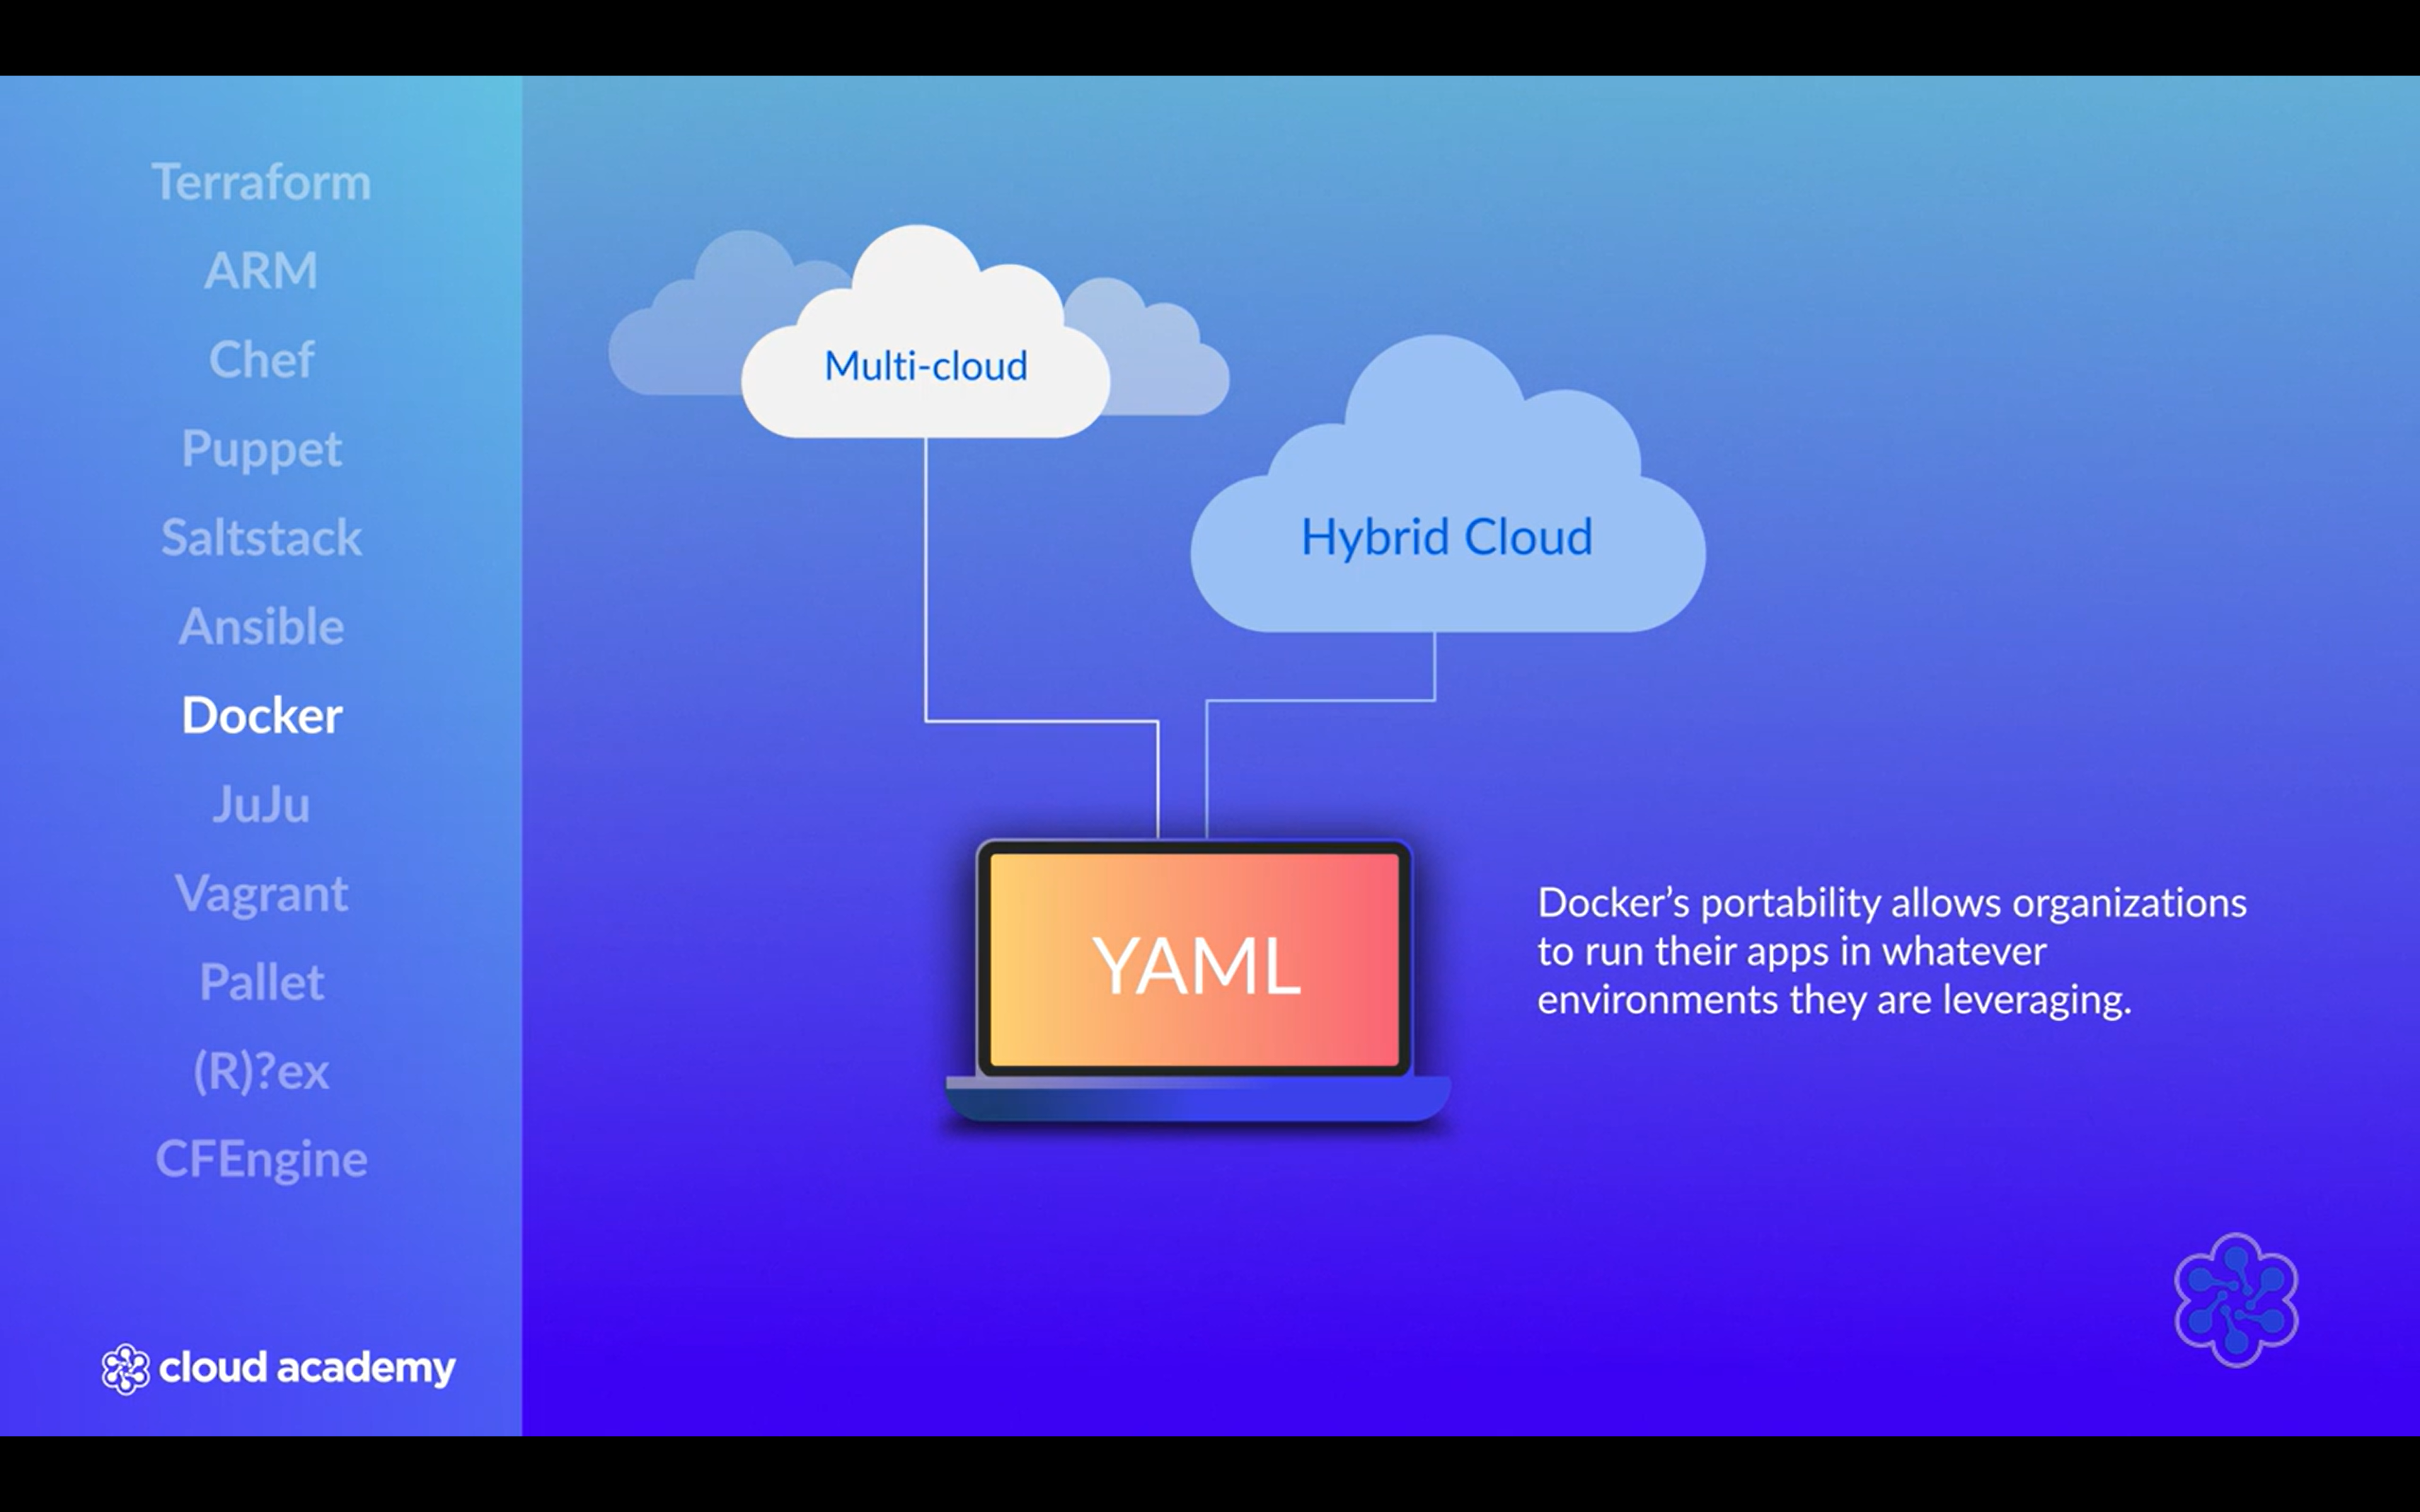 Terraform
ARM
Chef
Puppet
Saltstack
Ansible
Docker
JuJu
Vagrant
Pallet
(R)?ex
CFEngine
cloud academy
Multi-cloud
Hybrid Cloud
YAML
Docker’s portability allows organizations
to run their apps in whatever
environments they are leveraging.